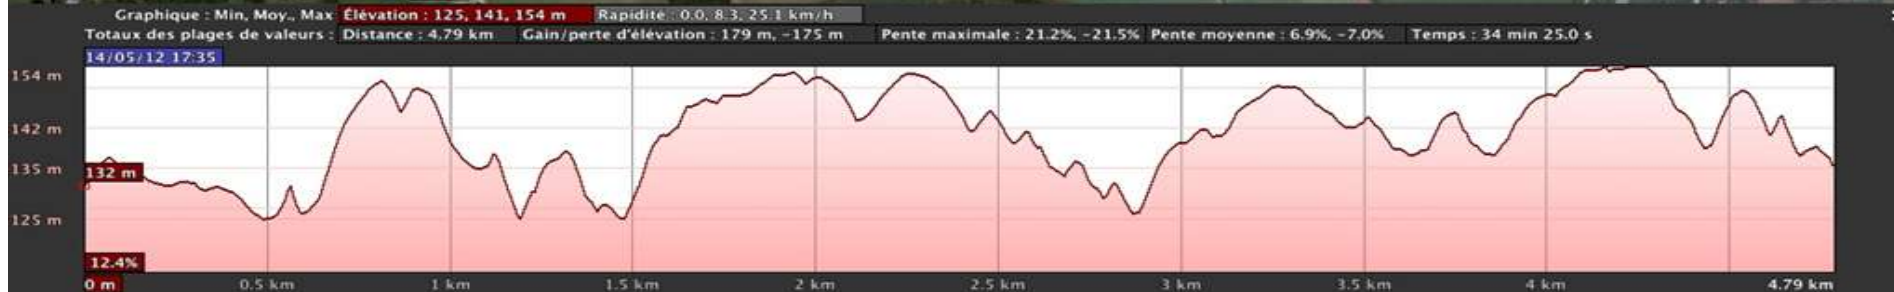 Graphique : Min, Moy., Max Élévation : 125, 141, 154 m Rapidité : 0.0, 8.3, 25.1 km/h
Totaux des plages de valeurs : Distance : 4.79 km Gain/perte d'élévation : 179 m, -175 m Pente maximale : 21.2%, -21.5% Pente moyenne : 6.9%, -7.0% Temps : 34 min 25.0 s
14/05/12 17:35
154 m
142 m
135 m
132 m
125 m
12.4%
0 m 0.5 km 1 km 1.5 km 2 km 2.5 km 3 km 3.5 km 4 km 4.79 km